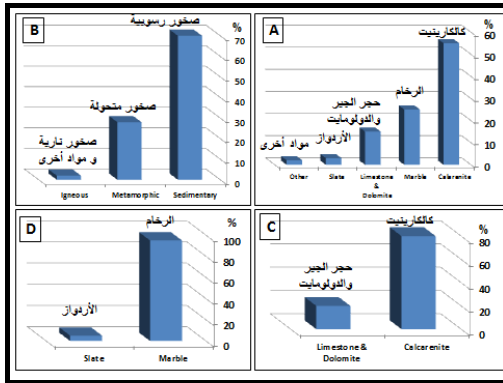 B
%
صخور رسوبية
صخور متحولة
صخور نارية
و مواد أخرى
70
60
50
40
30
20
10
0
Igneous
Metamorphic
Sedimentary
A
%
كالكارينيت
الرخام
حجر الجير
والدولومايت
الأردواز
مواد أخرى
60
50
40
30
20
10
0
Other
Slate
Limestone
&
Dolomite
Marble
Calcarenite
D
%
الرخام
الأردواز
100
80
60
40
20
0
Slate
Marble
C
%
كالكارينيت
حجر الجير
والدولومايت
80
60
40
20
0
Limestone &
Dolomite
Calcarenite